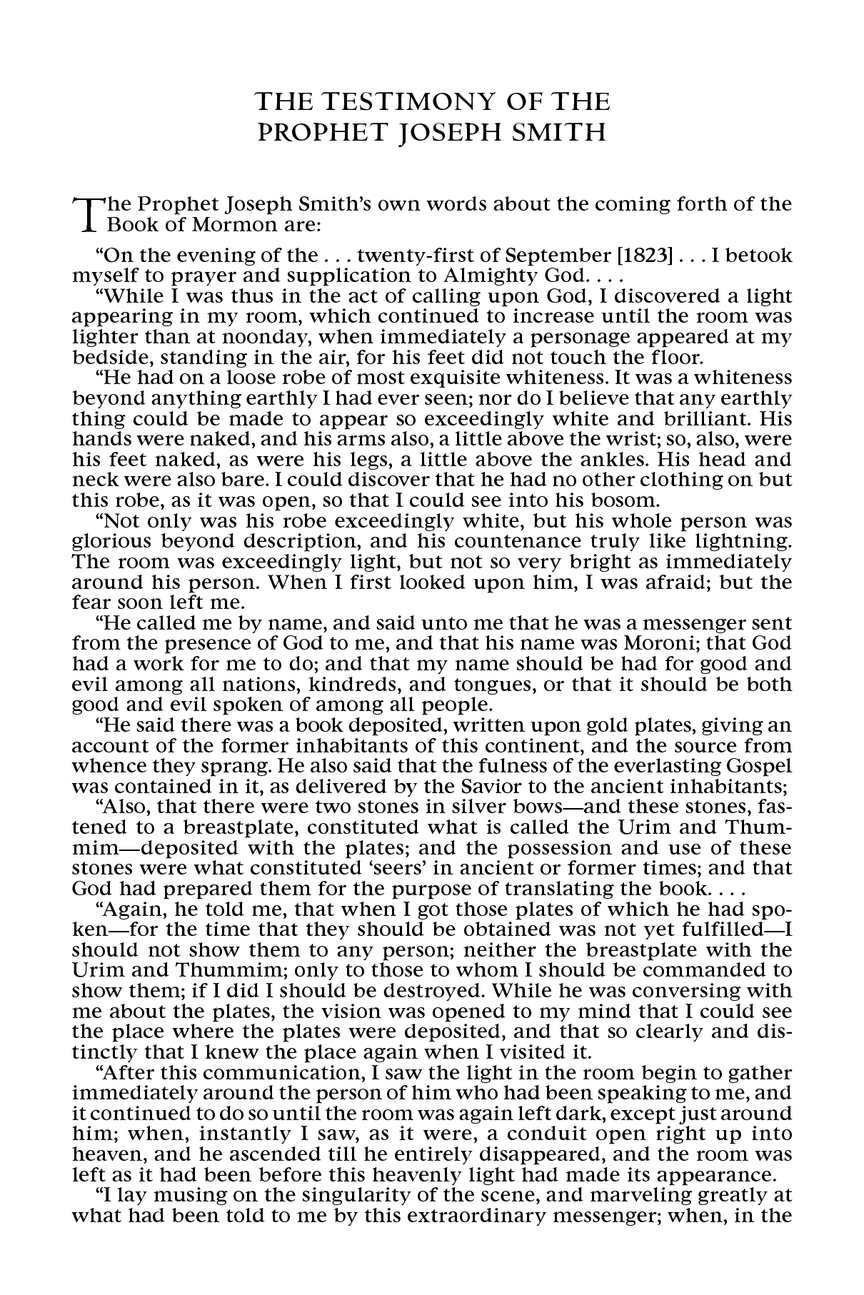 THE TESTIMONY OF THE
PROPHET JOSEPH SMITH
The Prophet Joseph Smith’s own words about the coming forth of the
Book of Mormon are:
“On the evening of the . . . twenty-first of September [1823] . . . I betook
myself to prayer and supplication to Almighty God. . . .
“While I was thus in the act of calling upon God, I discovered a light
appearing in my room, which continued to increase until the room was
lighter than at noonday, when immediately a personage appeared at my
bedside, standing in the air, for his feet did not touch the floor.
“He had on a loose robe of most exquisite whiteness. It was a whiteness
beyond anything earthly I had ever seen; nor do I believe that any earthly
thing could be made to appear so exceedingly white and brilliant. His
hands were naked, and his arms also, a little above the wrist; so, also, were
his feet naked, as were his legs, a little above the ankles. His head and
neck were also bare. I could discover that he had no other clothing on but
this robe, as it was open, so that I could see into his bosom.
“Not only was his robe exceedingly white, but his whole person was
glorious beyond description, and his countenance truly like lightning.
The room was exceedingly light, but not so very bright as immediately
around his person. When I first looked upon him, I was afraid; but the
fear soon left me.
“He called me by name, and said unto me that he was a messenger sent
from the presence of God to me, and that his name was Moroni; that God
had a work for me to do; and that my name should be had for good and
evil among all nations, kindreds, and tongues, or that it should be both
good and evil spoken of among all people.
“He said there was a book deposited, written upon gold plates, giving an
account of the former inhabitants of this continent, and the source from
whence they sprang. He also said that the fulness of the everlasting Gospel
was contained in it, as delivered by the Savior to the ancient inhabitants;
“Also, that there were two stones in silver bows—and these stones, fas-
tened to a breastplate, constituted what is called the Urim and Thum-
mim—deposited with the plates; and the possession and use of these
stones were what constituted ‘seers’ in ancient or former times; and that
God had prepared them for the purpose of translating the book. . . .
“Again, he told me, that when I got those plates of which he had spo-
ken—for the time that they should be obtained was not yet fulfilled—I
should not show them to any person; neither the breastplate with the
Urim and Thummim; only to those to whom I should be commanded to
show them; if I did I should be destroyed. While he was conversing with
me about the plates, the vision was opened to my mind that I could see
the place where the plates were deposited, and that so clearly and dis-
tinctly that I knew the place again when I visited it.
“After this communication, I saw the light in the room begin to gather
immediately around the person of him who had been speaking to me, and
it continued to do so until the room was again left dark, except just around
him; when, instantly I saw, as it were, a conduit open right up into
heaven, and he ascended till he entirely disappeared, and the room was
left as it had been before this heavenly light had made its appearance.
“I lay musing on the singularity of the scene, and marveling greatly at
what had been told to me by this extraordinary messenger; when, in the